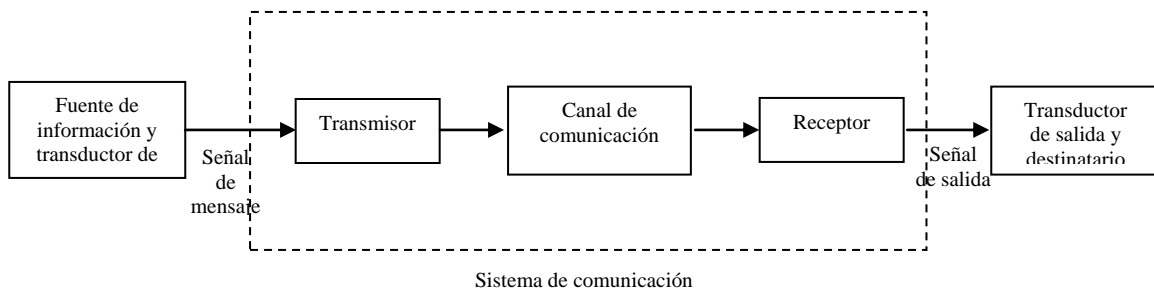 Fuente de
información y
transductor de
Señal
de
mensaje
Transmisor
Canal de
comunicación
Receptor
Señal
de salida
Transductor
de salida y
destinatario
Sistema de comunicación